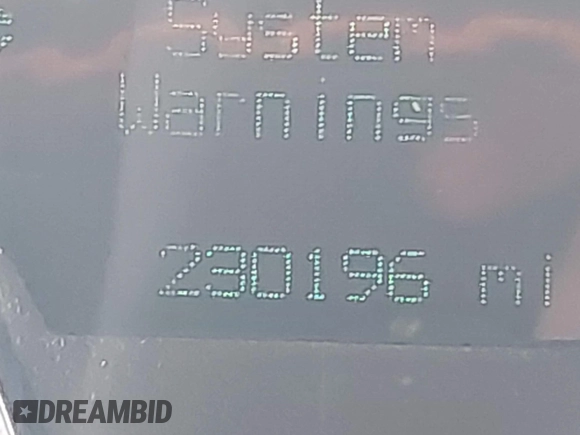 System
Warnings
230196 mi
DREAMBID